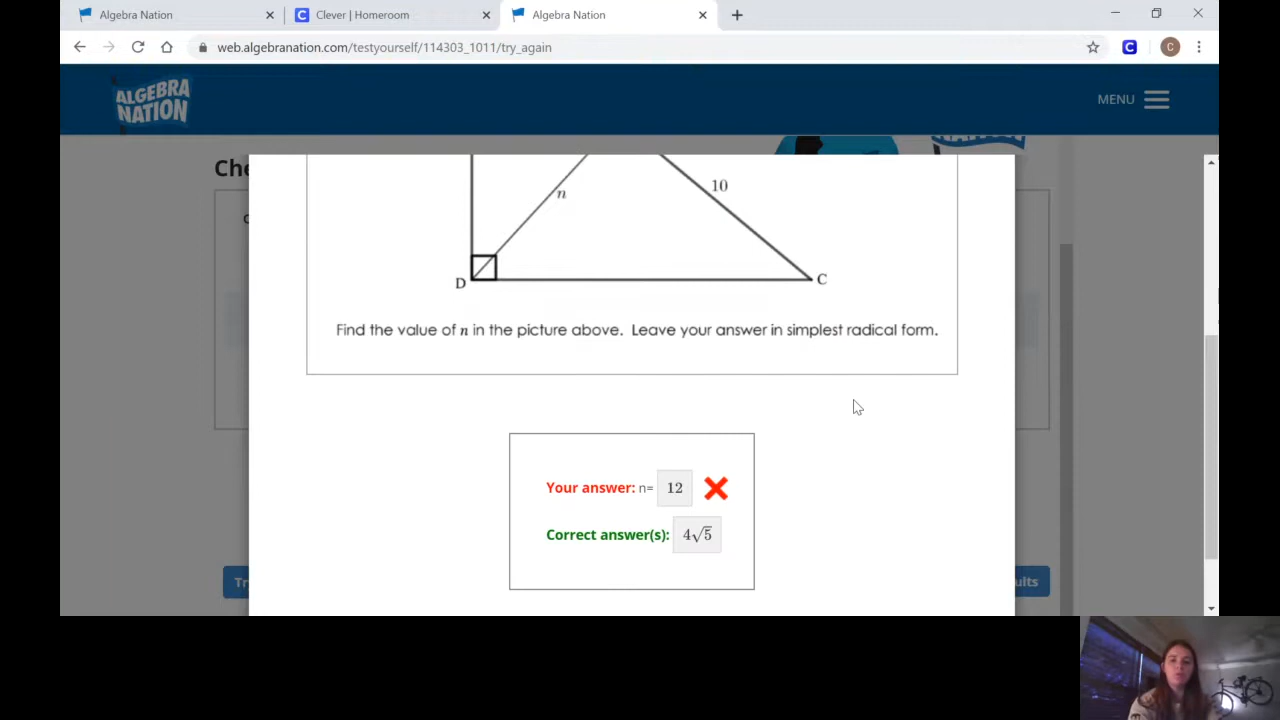 Algebra Nation
Clever | Homeroom
Algebra Nation
web.algebranation.com/testyourself/114303_1011/try_again
C
C
ALGEBRA
NATION
MENU
Che
n
10
D
C
Find the value of n in the picture above. Leave your answer in simplest radical form.
Your answer: n= 12
Correct answer(s): 4√5
Tr
ults